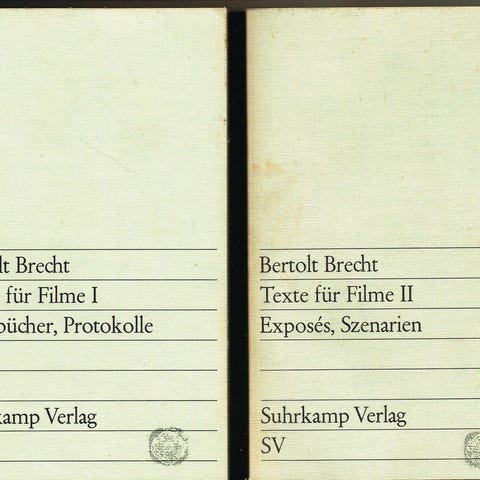 lt Brecht
für Filme I
bücher, Protokolle
kamp Verlag
Bertolt Brecht
Texte für Filme II
Exposés, Szenarien
Suhrkamp Verlag
SV